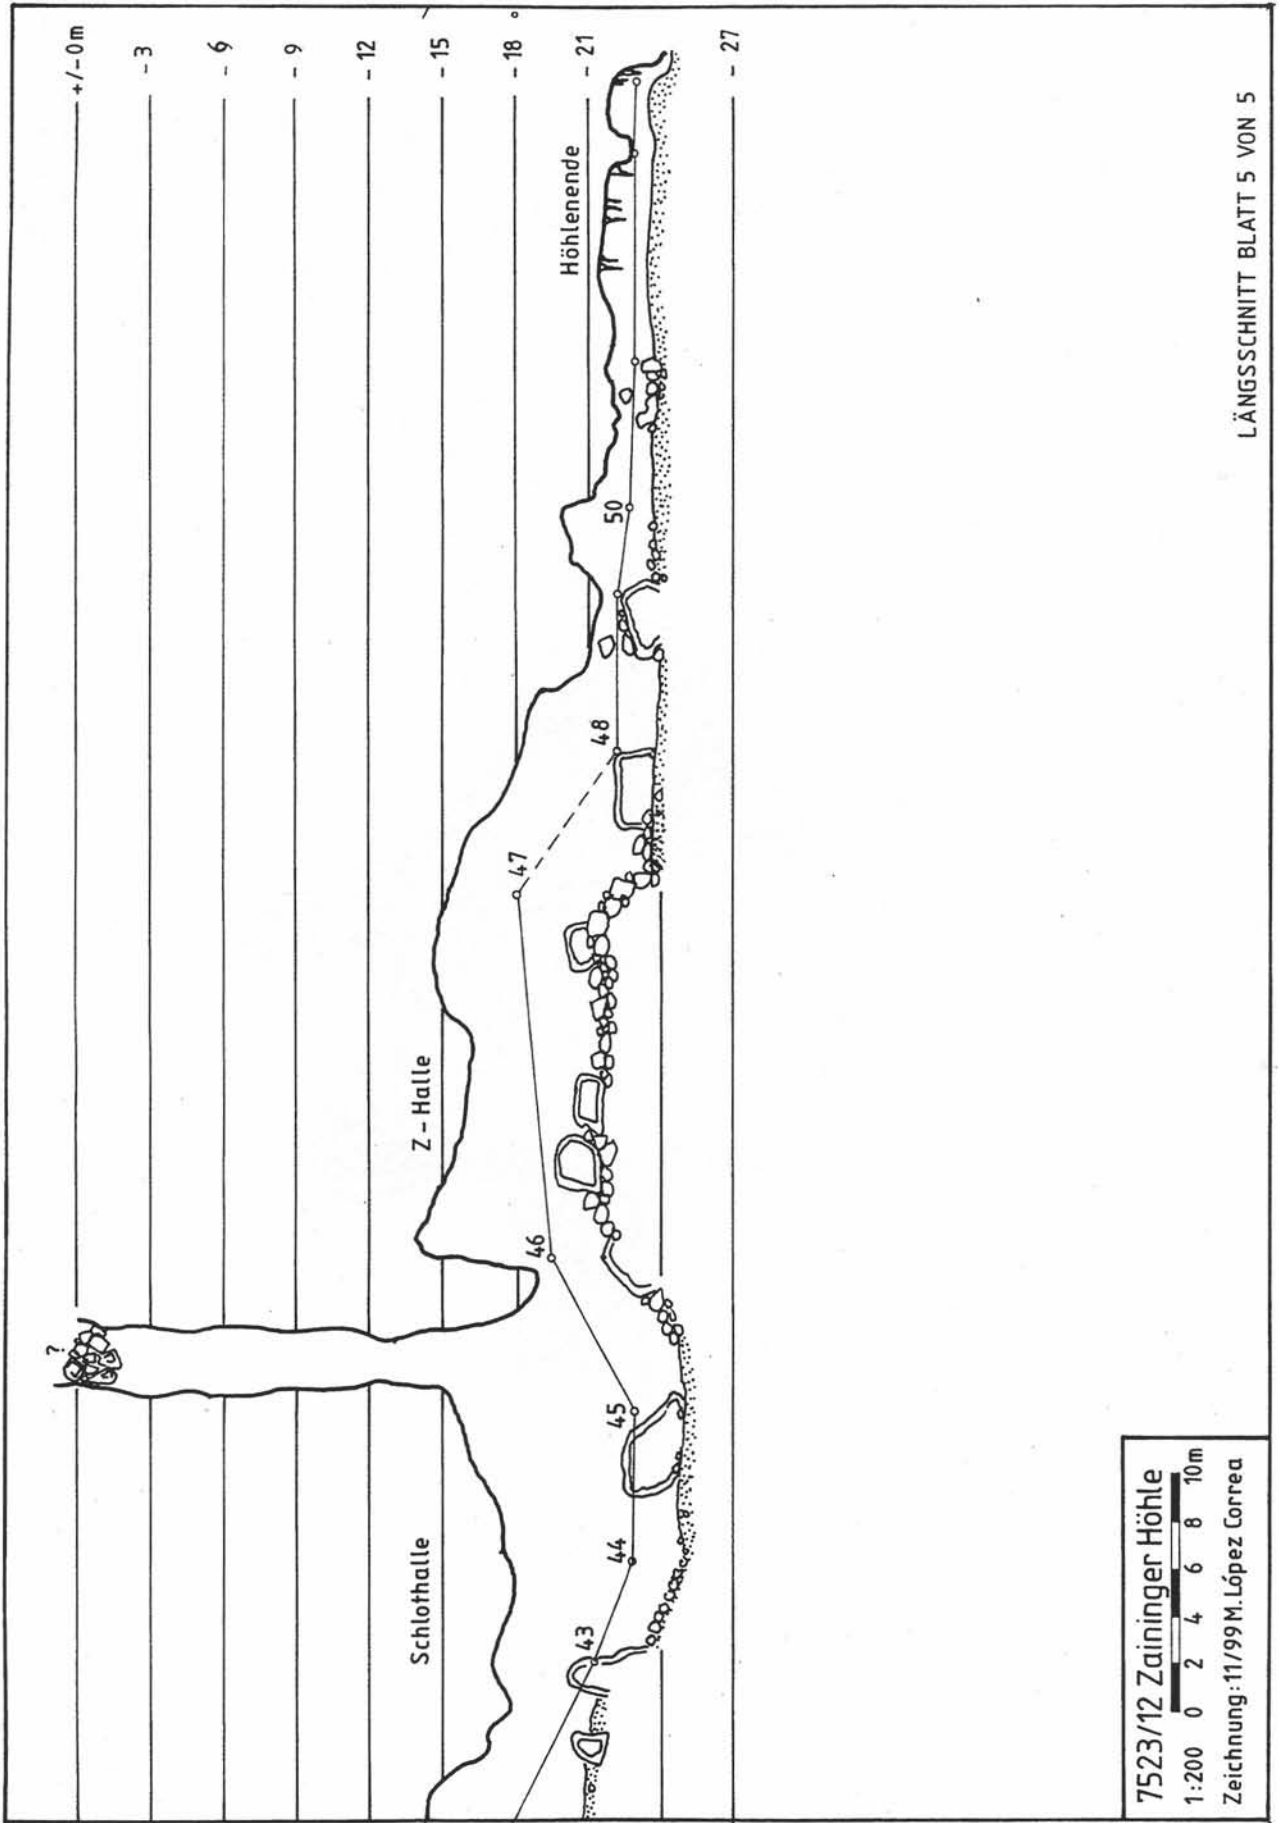 +/-0m
- 3
- 6
- 9
- 12
- 15
- 18
- 21
- 27
?
Schlothalle
Z-Halle
Höhlenende
43
44
45
46
47
48
50
7523/12 Zaininger Höhle
1:200 0 2 4 6 8 10m
Zeichnung: 11/99 M. López Correa
LÄNGSSCHNITT BLATT 5 VON 5